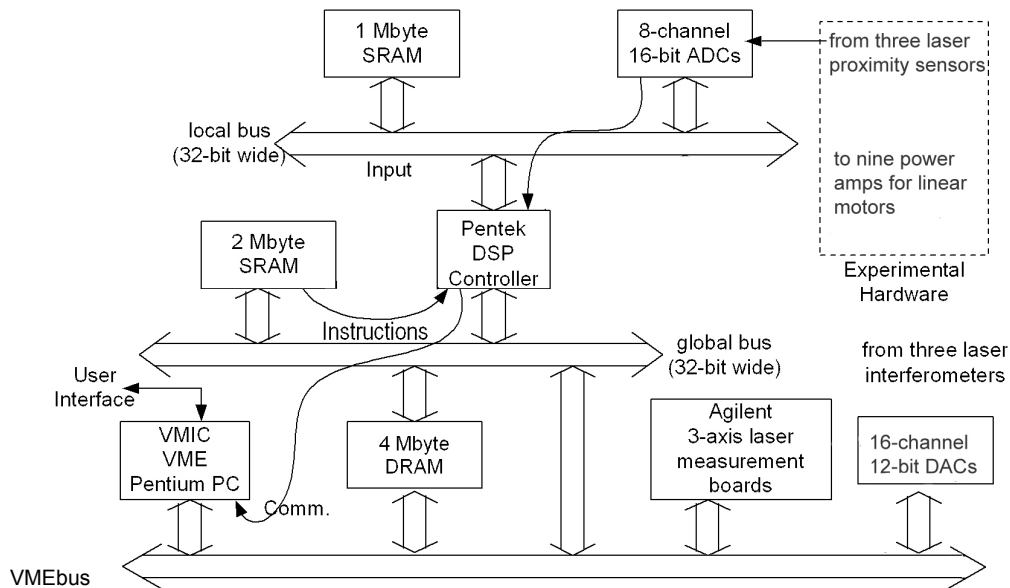 1 Mbyte
SRAM
8-channel
16-bit ADCs
from three laser
proximity sensors
local bus
(32-bit wide)
Input
to nine power
amps for linear
motors
2 Mbyte
SRAM
Pentek
DSP
Controller
Experimental
Hardware
Instructions
global bus
(32-bit wide)
from three laser
interferometers
User
Interface
VMIC
VME
Pentium PC
4 Mbyte
DRAM
Agilent
3-axis laser
measurement
boards
16-channel
12-bit DACs
Comm.
VMEbus